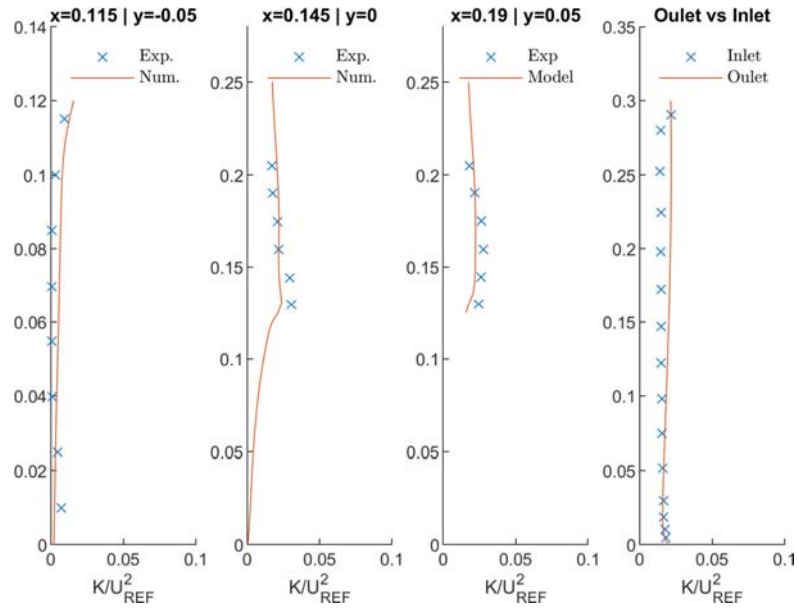 x=0.115 | y=-0.05
x=0.145 | y=0
x=0.19 | y=0.05
Oulet vs Inlet
Exp.
Num.
Exp.
Num.
Exp
Model
Inlet
Oulet
0.14
0.12
0.1
0.08
0.06
0.04
0.02
0
0.25
0.2
0.15
0.1
0.05
0
0.25
0.2
0.15
0.1
0.05
0
0.35
0.3
0.25
0.2
0.15
0.1
0.05
0
0 0.05 0.1
0 0.05 0.1
0 0.05 0.1
0 0.05 0.1
K/U²REF
K/U²REF
K/U²REF
K/U²REF